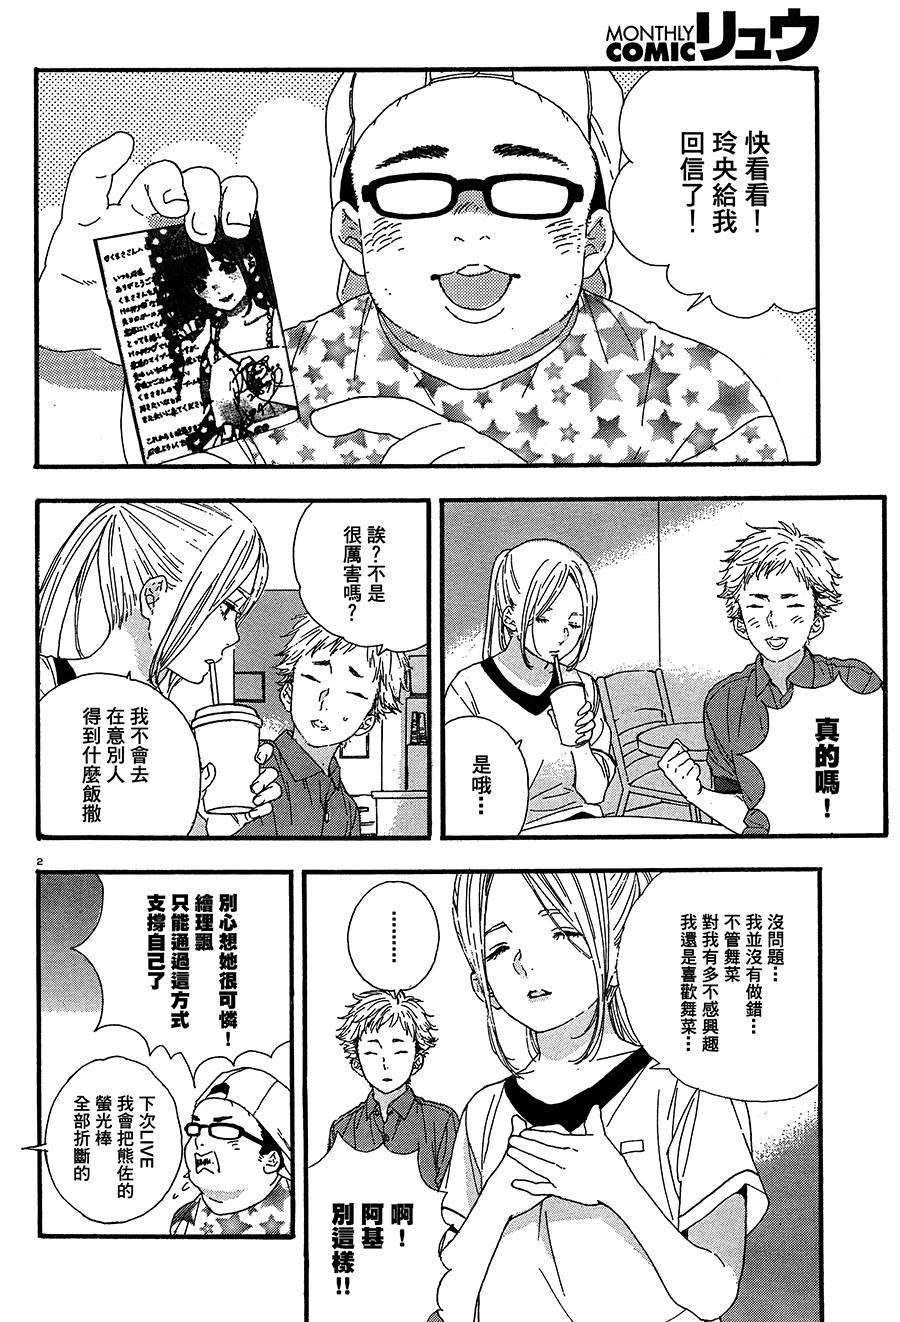 MONTHLY
COMICリュウ
快看看！
玲央給我
回信了！
真的嗎！
是哦…
誒？不是
很厲害嗎？
我不會去
在意別人
得到什麼飯撒
2
沒問題…
我並沒有做錯…
不管舞菜
對我有多不感興趣
我還是喜歡舞菜…
………
啊！
阿基
別這樣!!
別心想她很可憐！
繪理飄
只能通過這方式
支撐自己了
下次LIVE
我會把熊佐的
螢光棒
全部折斷的